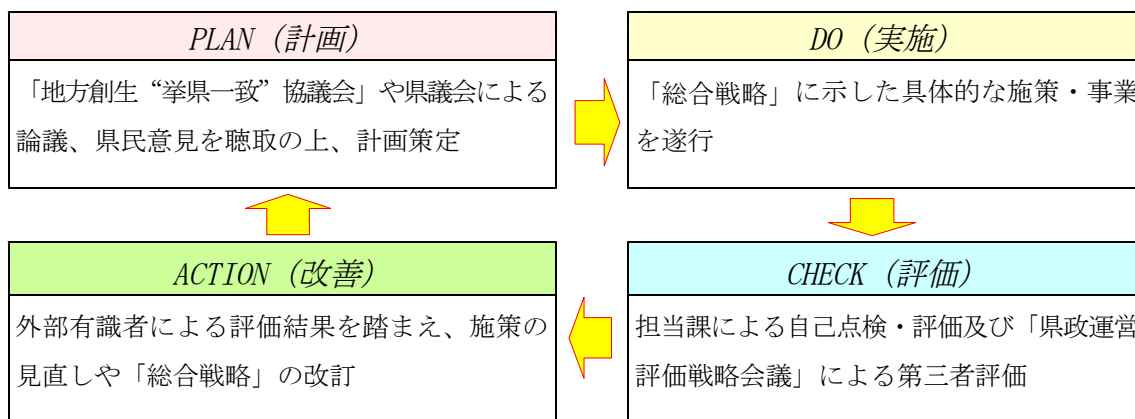 PLAN（計画）
「地方創生“挙県一致”協議会」や県議会による
論議、県民意見を聴取の上、計画策定
DO（実施）
「総合戦略」に示した具体的な施策・事業
を遂行
ACTION（改善）
外部有識者による評価結果を踏まえ、施策の
見直しや「総合戦略」の改訂
CHECK（評価）
担当課による自己点検・評価及び「県政運営
評価戦略会議」による第三者評価